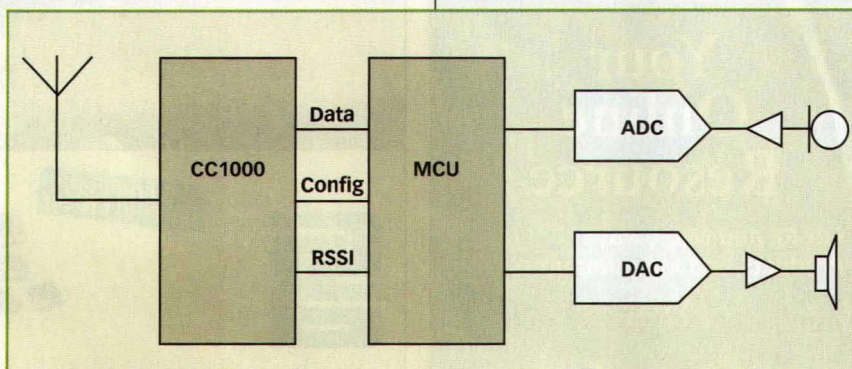 Data
CC1000
Config
RSSI
MCU
ADC
DAC